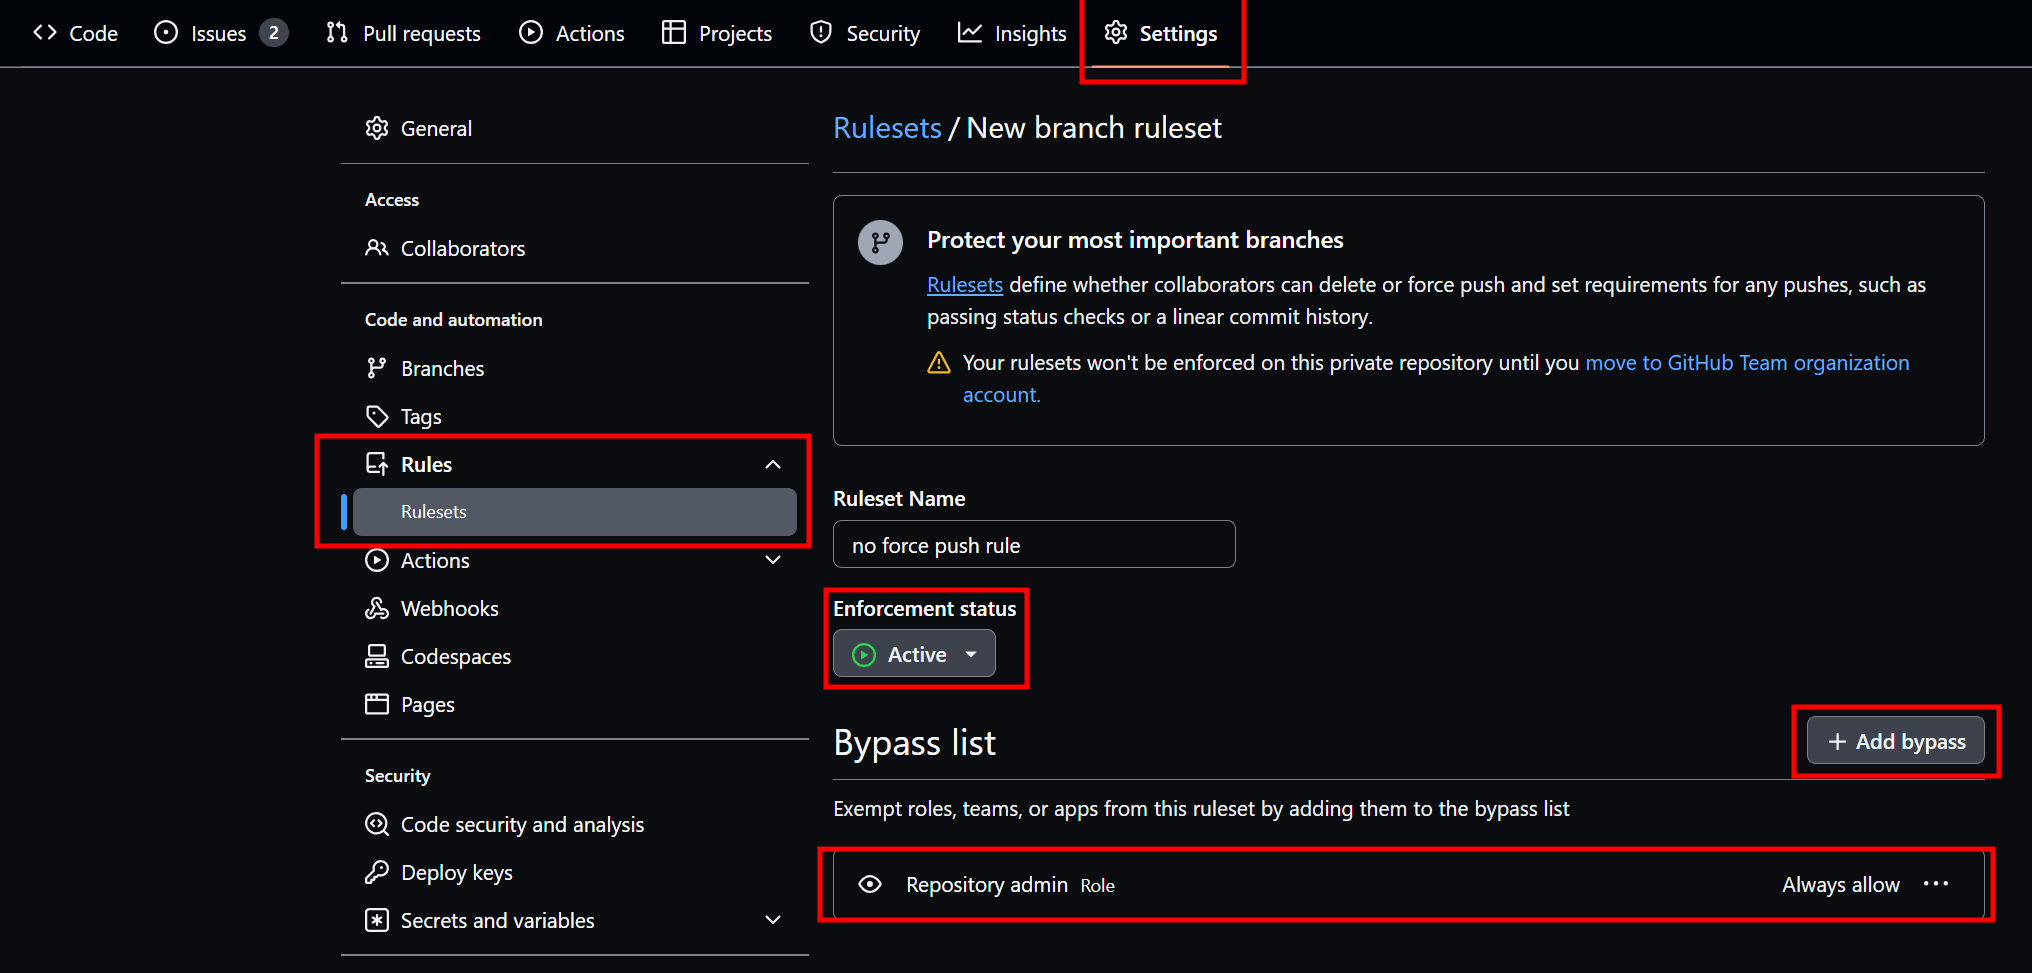 Code Issues 2 Pull requests Actions Projects Security Insights Settings
General
Access
Collaborators
Code and automation
Branches
Tags
Rules
Rulesets
Actions
Webhooks
Codespaces
Pages
Security
Code security and analysis
Deploy keys
Secrets and variables
Rulesets / New branch ruleset
Protect your most important branches
Rulesets define whether collaborators can delete or force push and set requirements for any pushes, such as
passing status checks or a linear commit history.
Your rulesets won't be enforced on this private repository until you move to GitHub Team organization
account.
Ruleset Name
no force push rule
Enforcement status
Active
Bypass list
+ Add bypass
Exempt roles, teams, or apps from this ruleset by adding them to the bypass list
Repository admin Role Always allow ···